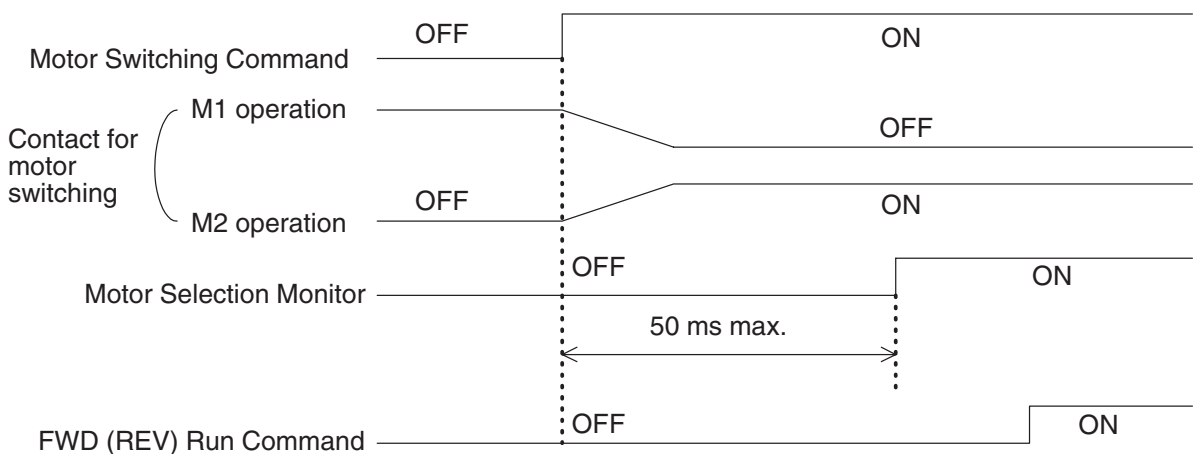 OFF
ON
Motor Switching Command
M1 operation
Contact for
motor
switching
OFF
OFF
ON
M2 operation
OFF
ON
Motor Selection Monitor
50 ms max.
OFF
ON
FWD (REV) Run Command